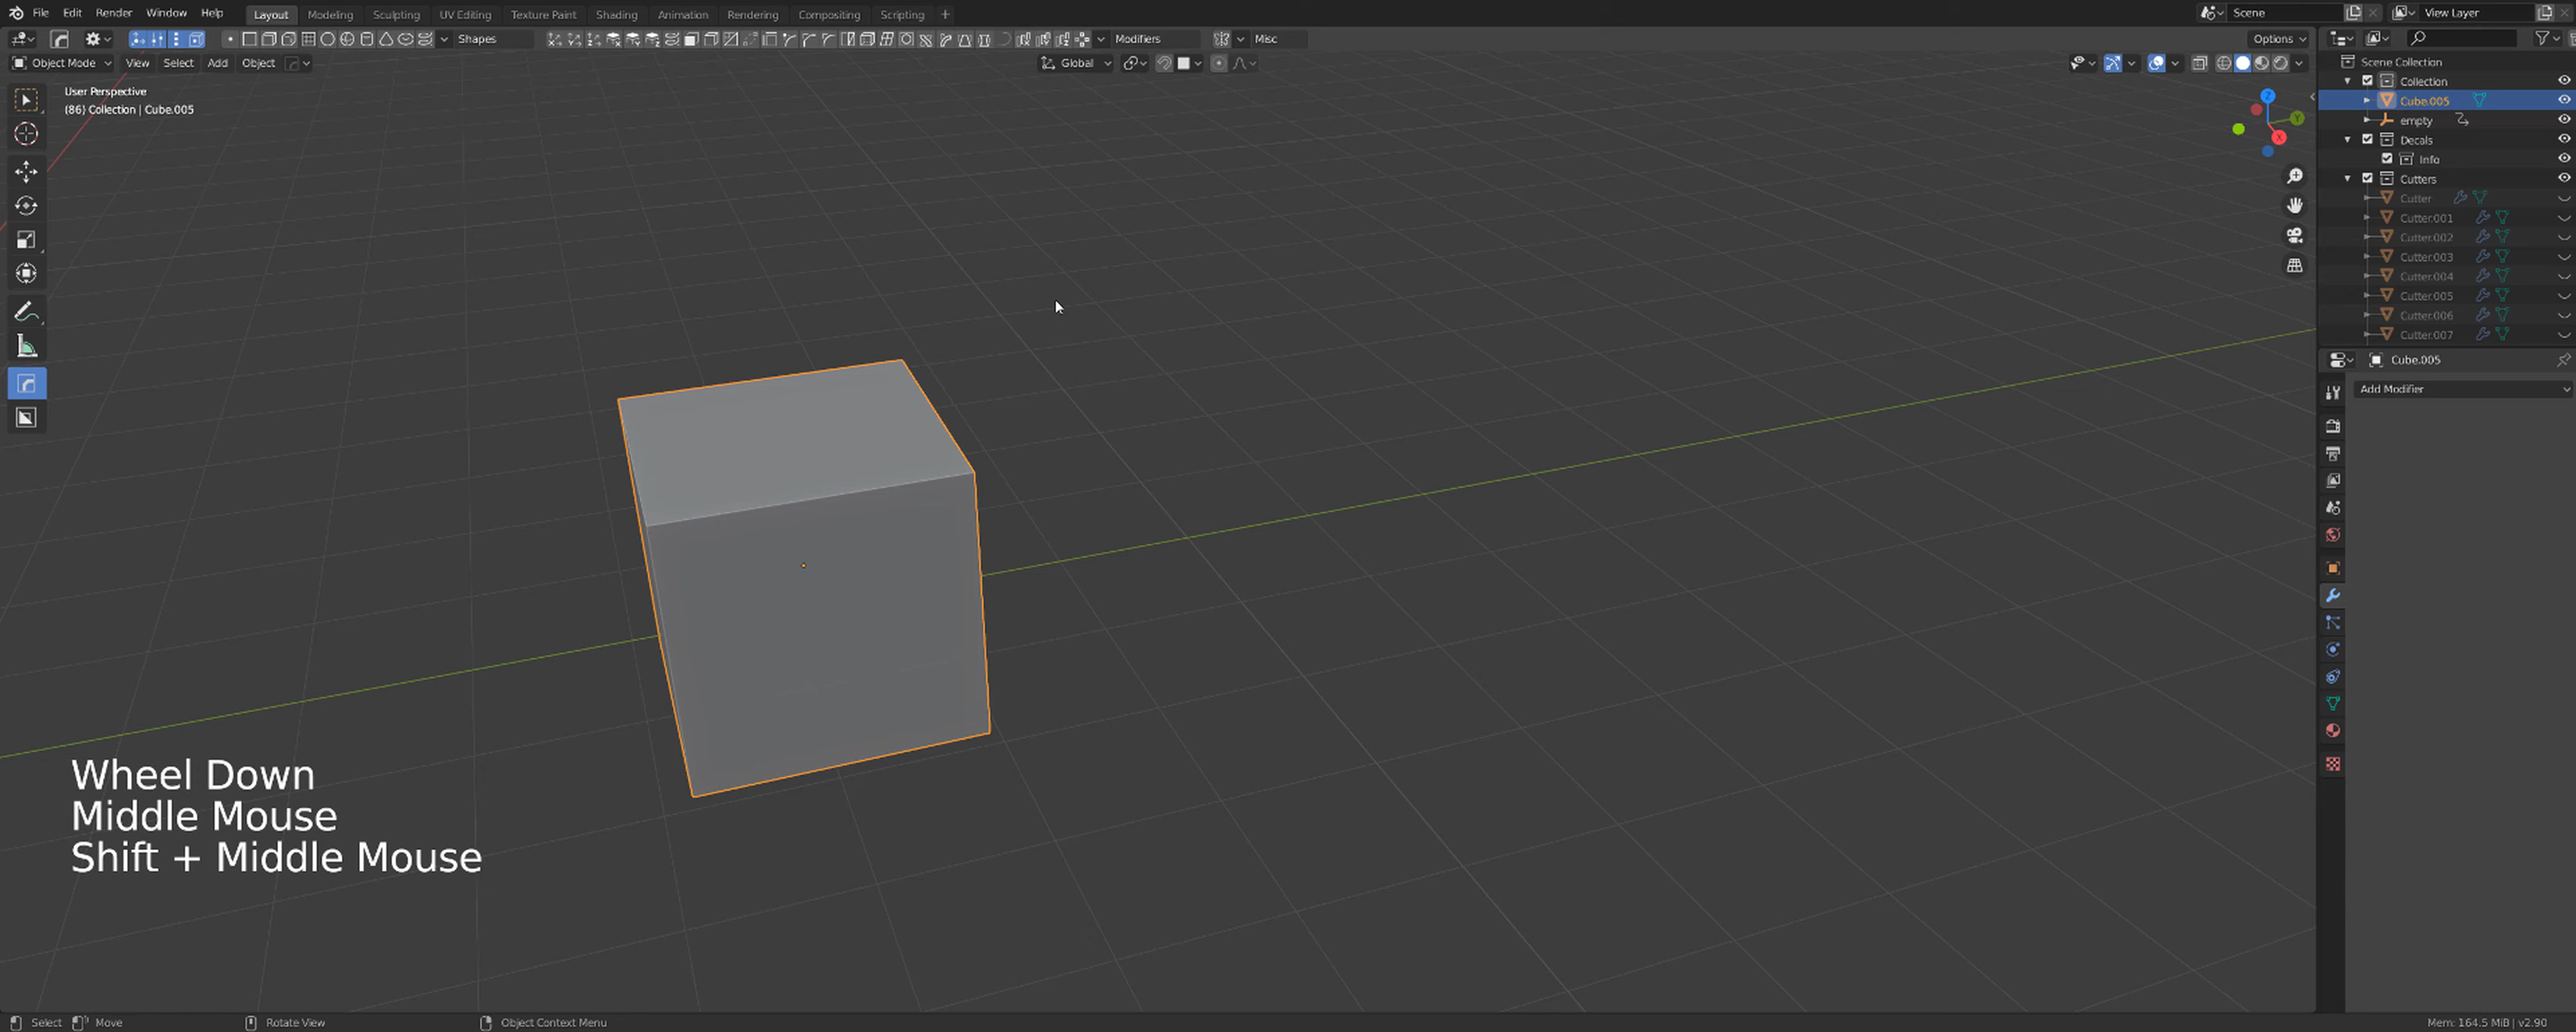 File Edit Render Window Help Layout Modeling Sculpting UV Editing Texture Paint Shading Animation Rendering Compositing Scripting + Scene View Layer
Shapes Modifiers Misc Options
Object Mode View Select Add Object Global
User Perspective
(86) Collection | Cube.005
Scene Collection
Collection
Cube.005
empty
Decals
Info
Cutters
Cutter
Cutter.001
Cutter.002
Cutter.003
Cutter.004
Cutter.005
Cutter.006
Cutter.007
Cube.005
Add Modifier
Wheel Down
Middle Mouse
Shift + Middle Mouse
Select Move Rotate View Object Context Menu Mem: 164.5 MiB | v2.90